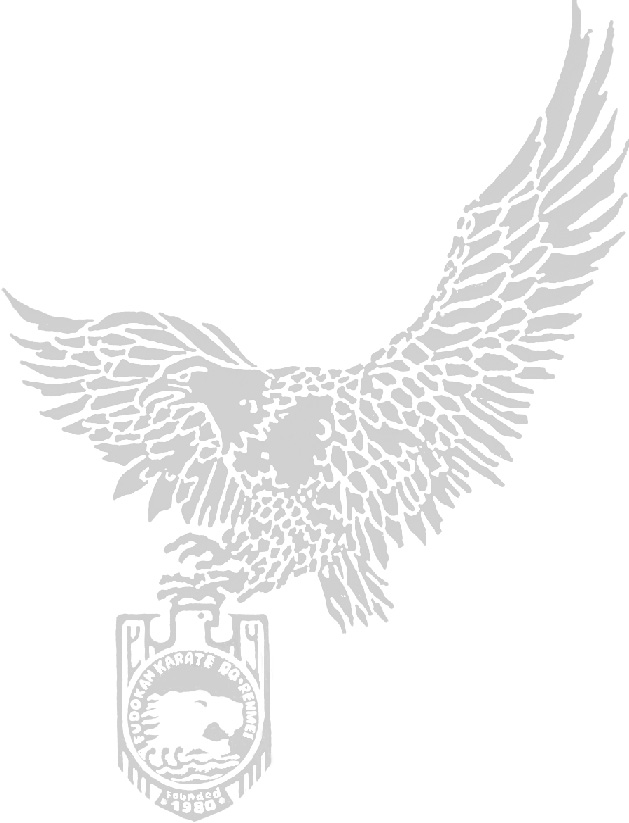 FUDOKAN KARATE DO•RENMEI
Founded
1980